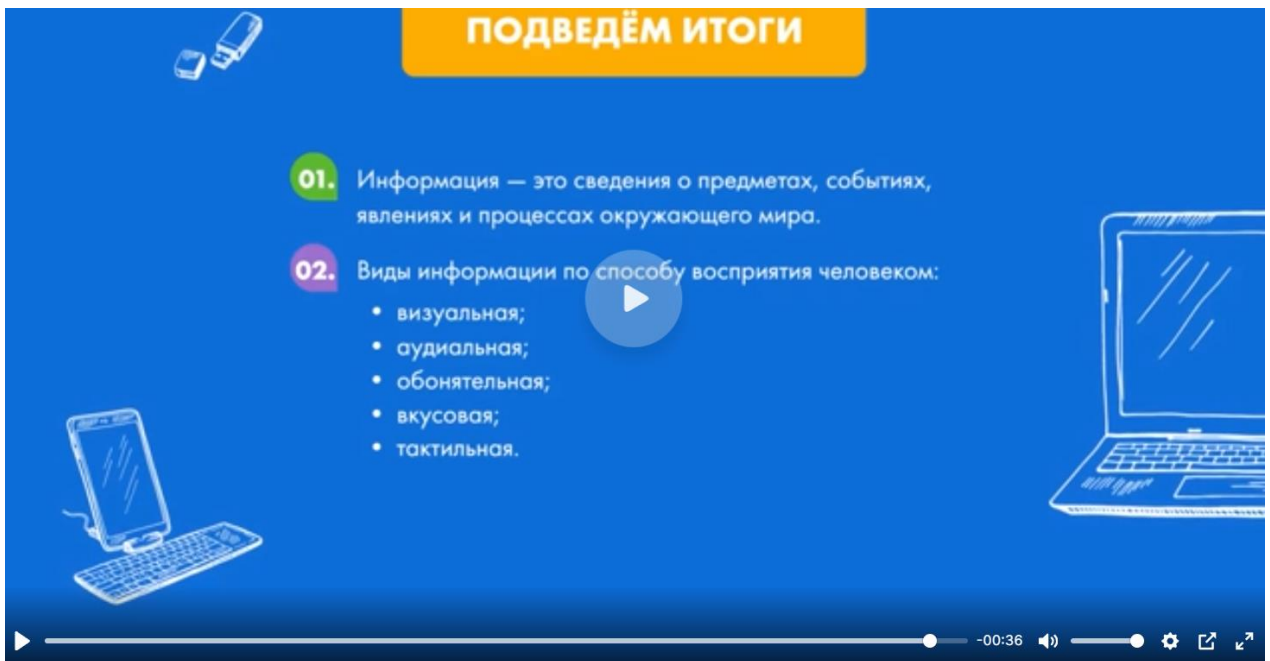 ПОДВЕДЁМ ИТОГИ
01. Информация — это сведения о предметах, событиях,
явлениях и процессах окружающего мира.
02. Виды информации по способу восприятия человеком:
• визуальная;
• аудиальная;
• обонятельная;
• вкусовая;
• тактильная.
-00:36